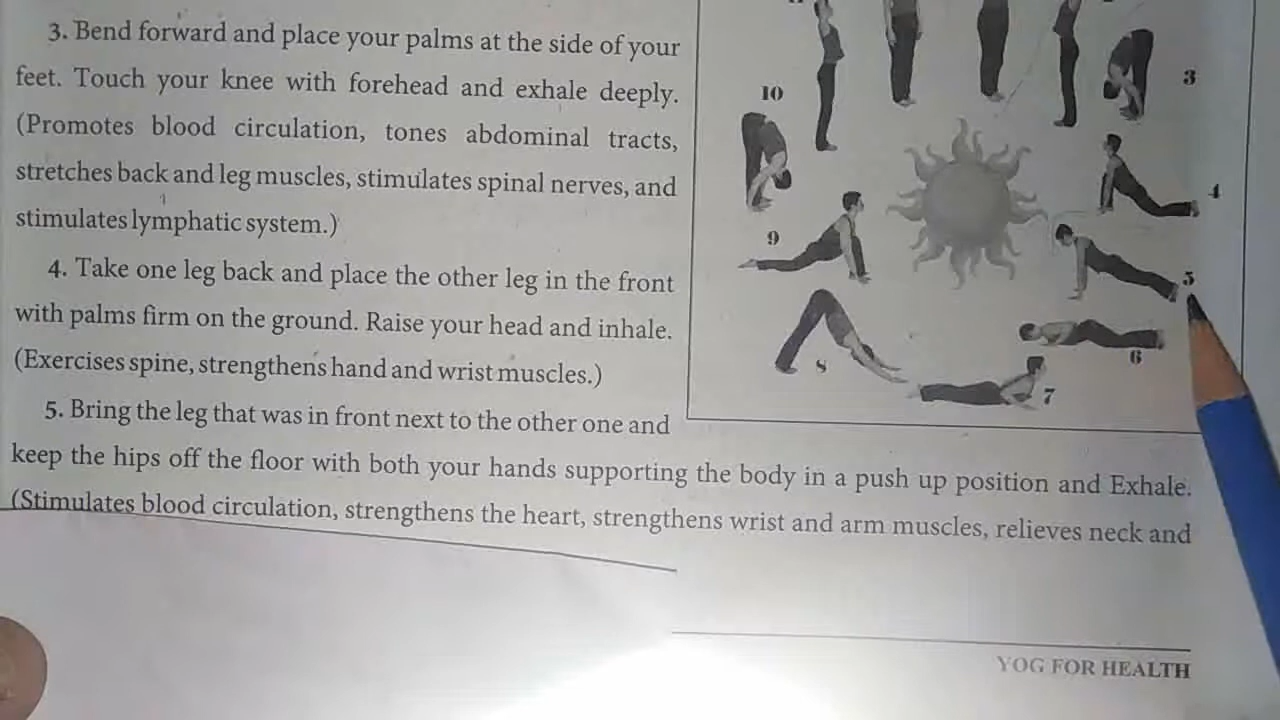 3. Bend forward and place your palms at the side of your
feet. Touch your knee with forehead and exhale deeply.
(Promotes blood circulation, tones abdominal tracts,
stretches back and leg muscles, stimulates spinal nerves, and
stimulates lymphatic system.)
4. Take one leg back and place the other leg in the front
with palms firm on the ground. Raise your head and inhale.
(Exercises spine, strengthens hand and wrist muscles.)
5. Bring the leg that was in front next to the other one and
keep the hips off the floor with both your hands supporting the body in a push up position and Exhale.
(Stimulates blood circulation, strengthens the heart, strengthens wrist and arm muscles, relieves neck and
3
10
4
9
5
6
8
7
YOG FOR HEALTH